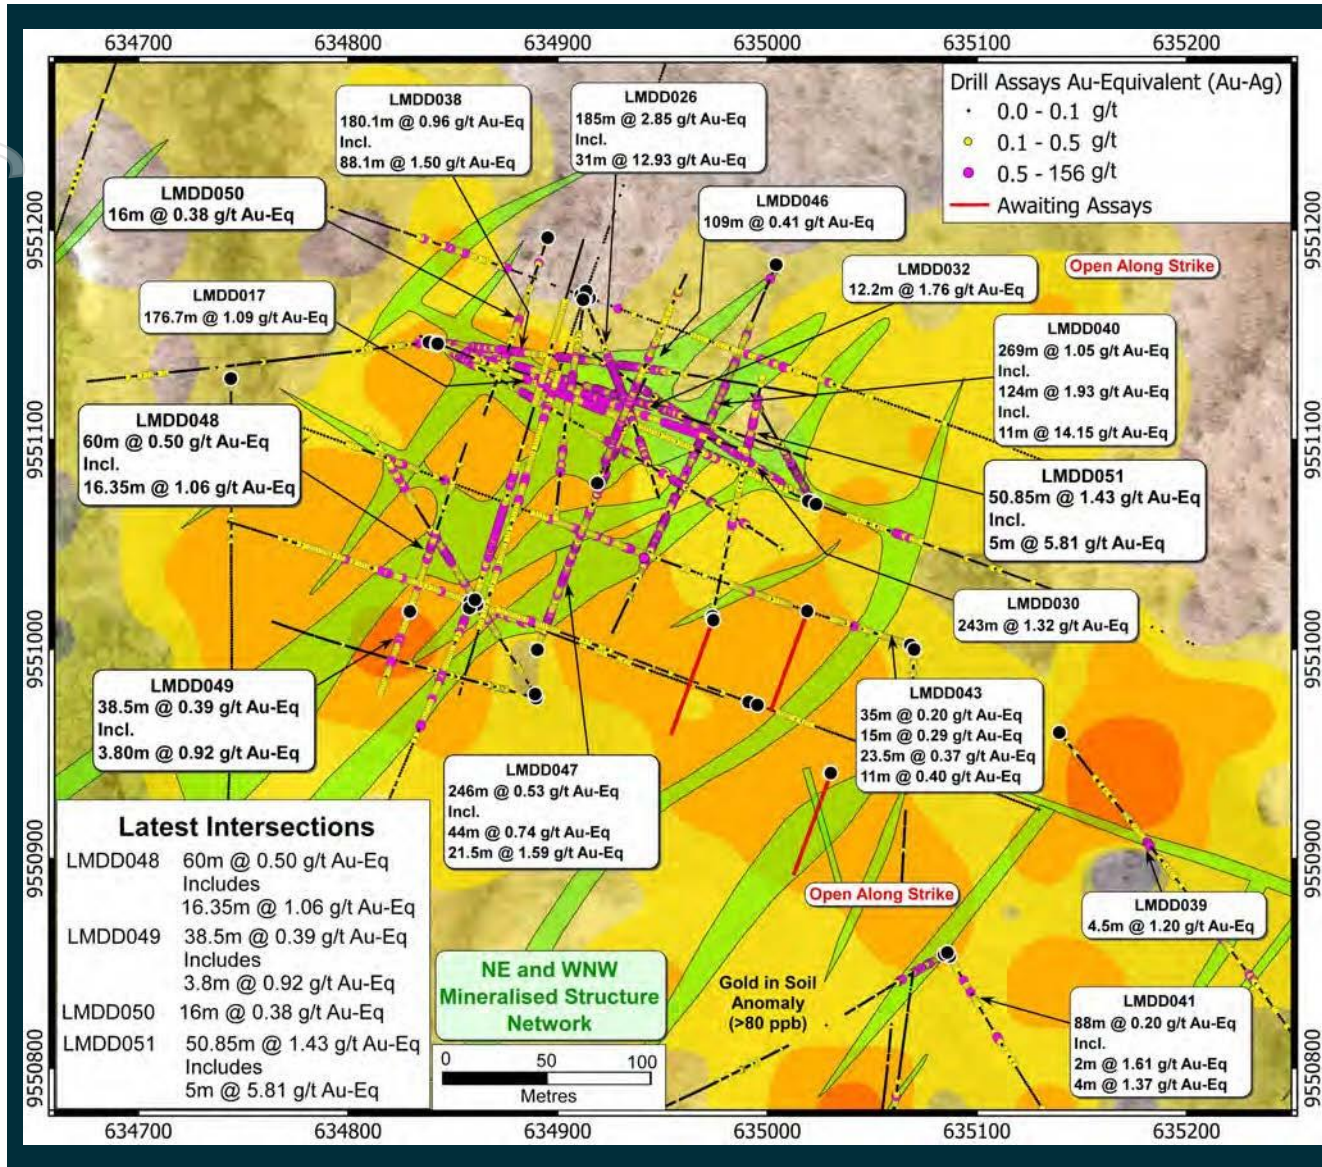 634700 634800 634900 635000 635100 635200
Drill Assays Au-Equivalent (Au-Ag)
0.0 - 0.1 g/t
0.1 - 0.5 g/t
0.5 - 156 g/t
Awaiting Assays
LMDD038
180.1m @ 0.96 g/t Au-Eq
Incl.
88.1m @ 1.50 g/t Au-Eq
LMDD026
185m @ 2.85 g/t Au-Eq
Incl.
31m @ 12.93 g/t Au-Eq
LMDD050
16m @ 0.38 g/t Au-Eq
LMDD046
109m @ 0.41 g/t Au-Eq
9551200
9551200
Open Along Strike
LMDD032
12.2m @ 1.76 g/t Au-Eq
LMDD017
176.7m @ 1.09 g/t Au-Eq
LMDD040
269m @ 1.05 g/t Au-Eq
Incl.
124m @ 1.93 g/t Au-Eq
Incl.
11m @ 14.15 g/t Au-Eq
9551100
9551100
LMDD048
60m @ 0.50 g/t Au-Eq
Incl.
16.35m @ 1.06 g/t Au-Eq
LMDD051
50.85m @ 1.43 g/t Au-Eq
Incl.
5m @ 5.81 g/t Au-Eq
LMDD030
243m @ 1.32 g/t Au-Eq
9551000
9551000
LMDD049
38.5m @ 0.39 g/t Au-Eq
Incl.
3.80m @ 0.92 g/t Au-Eq
LMDD043
35m @ 0.20 g/t Au-Eq
15m @ 0.29 g/t Au-Eq
23.5m @ 0.37 g/t Au-Eq
11m @ 0.40 g/t Au-Eq
LMDD047
246m @ 0.53 g/t Au-Eq
Incl.
44m @ 0.74 g/t Au-Eq
21.5m @ 1.59 g/t Au-Eq
9550900
9550900
Open Along Strike
LMDD039
4.5m @ 1.20 g/t Au-Eq
Latest Intersections
LMDD048 60m @ 0.50 g/t Au-Eq
Includes
16.35m @ 1.06 g/t Au-Eq
LMDD049 38.5m @ 0.39 g/t Au-Eq
Includes
3.8m @ 0.92 g/t Au-Eq
LMDD050 16m @ 0.38 g/t Au-Eq
LMDD051 50.85m @ 1.43 g/t Au-Eq
Includes
5m @ 5.81 g/t Au-Eq
NE and WNW
Mineralised Structure
Network
0 50 100
Metres
Gold in Soil
Anomaly
(>80 ppb)
LMDD041
88m @ 0.20 g/t Au-Eq
Incl.
2m @ 1.61 g/t Au-Eq
4m @ 1.37 g/t Au-Eq
9550800
9550800
634700 634800 634900 635000 635100 635200